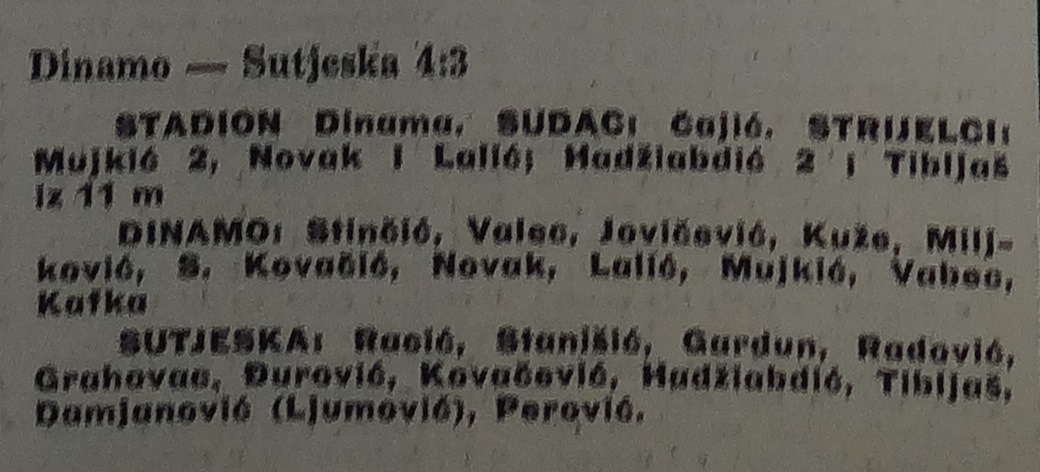 Dinamo — Sutjeska 4:3
STADION Dinama, SUDAC: Čajić. STRIJELCI:
Mujkić 2, Novak i Lalić; Hadžiabdić 2 i Tibljaš
iz 11 m
DINAMO: Stinčić, Valec, Jovićević, Kuže, Milj-
ković, S. Kovačić, Novak, Lalić, Mujkić, Vabec,
Kafka
SUTJESKA: Rasić, Stanišić, Gardun, Radović,
Grahovac, Đurović, Kovačević, Hadžiabdić, Tibljaš,
Damjanović (Ljumović), Perović.